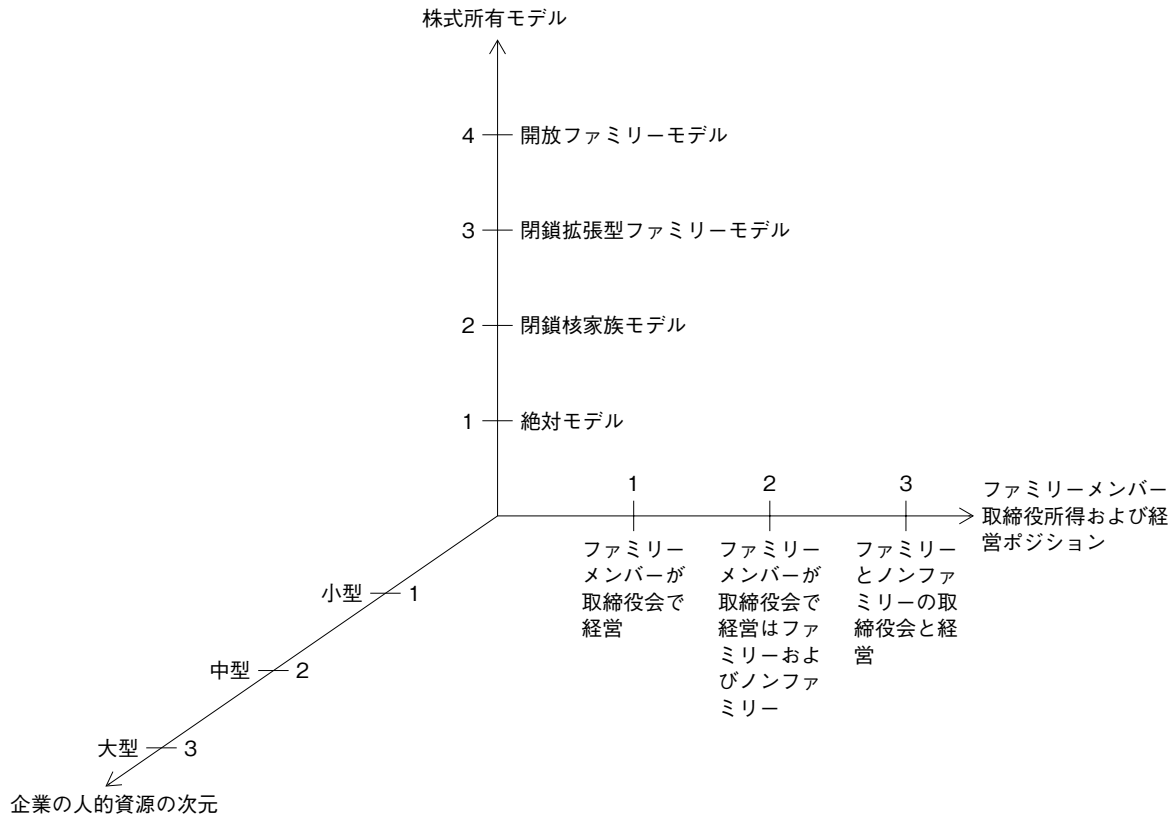 株式所有モデル
4 開放ファミリーモデル
3 閉鎖拡張型ファミリーモデル
2 閉鎖核家族モデル
1 絶対モデル
1
2
3
ファミリーメンバー
取締役所得および経
営ポジション
ファミリー
メンバーが
取締役会で
経営
ファミリー
メンバーが
取締役会で
経営はファ
ミリーおよ
びノンファ
ミリー
ファミリー
とノンファ
ミリーの取
締役会と経
営
小型 1
中型 2
大型 3
企業の人的資源の次元